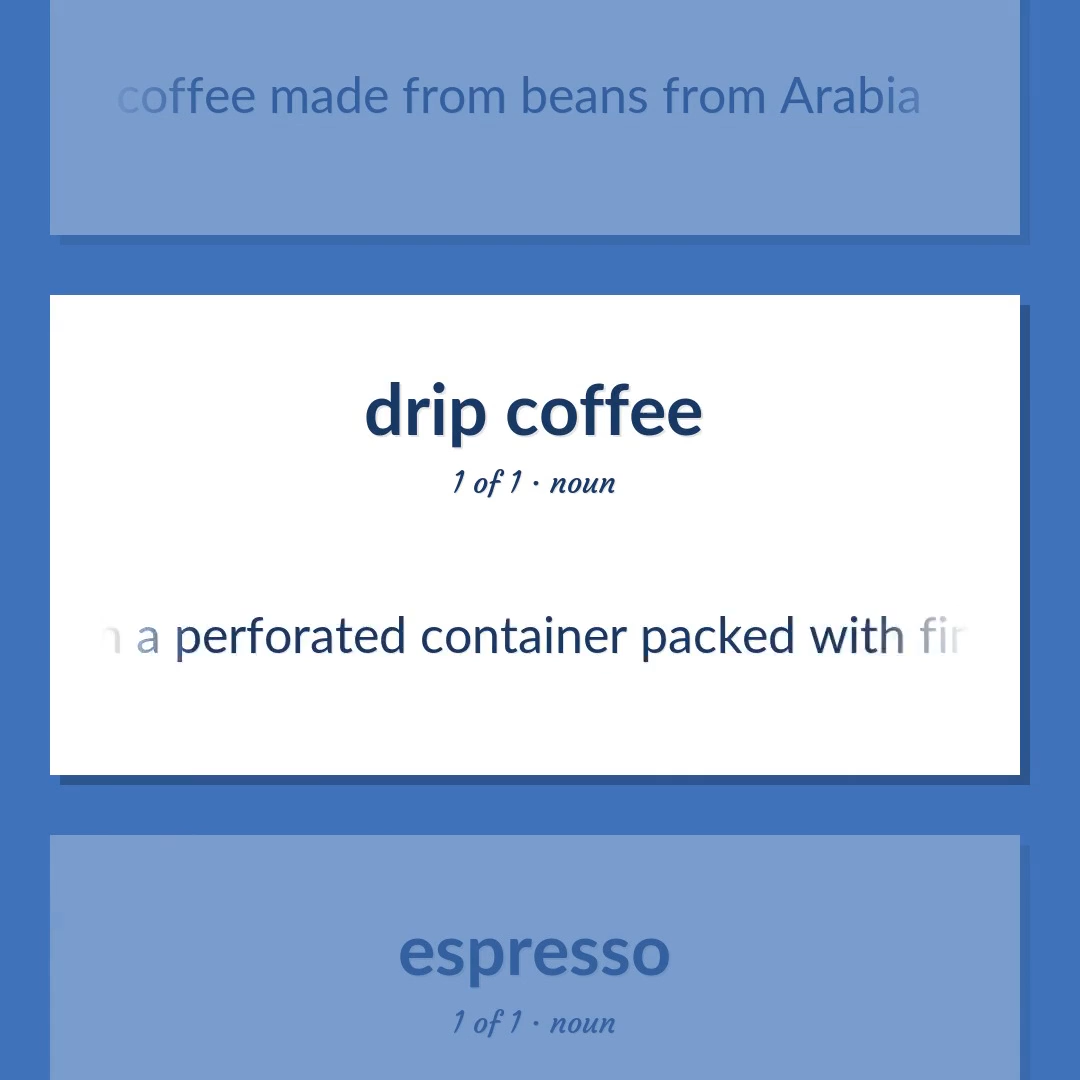 coffee made from beans from Arabia
drip coffee
1 of 1 · noun
a perforated container packed with
espresso
1 of 1 · noun